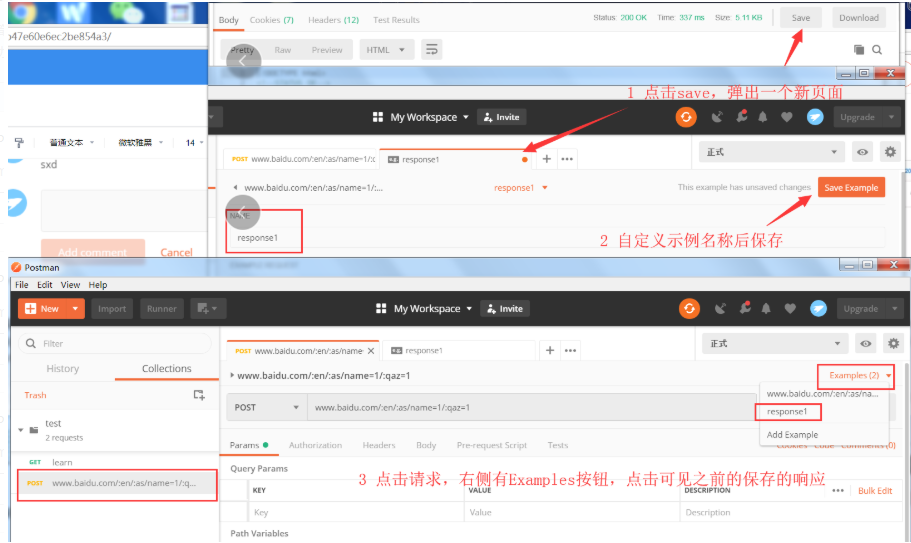 Body Cookies (7) Headers (12) Test Results Status: 200 OK Time: 337 ms Size: 5.11 KB Save Download
b47e60e6ec2be854a3/
Pretty Raw Preview HTML
1 点击save, 弹出一个新页面
My Workspace Invite Upgrade
普通文本 微软雅黑 14
sxd
POST www.baidu.com/:en/:as/name=1/:c response1 + ••• 正式
www.baidu.com/:en/:as/name=1/:... response1 This example has unsaved changes. Save Example
NAME
response1
2 自定义示例名称后保存
Add comment Cancel
Postman
File Edit View Help
New Import Runner My Workspace Invite Upgrade
Filter
POST www.baidu.com/:en/:as/name- response1 + ••• 正式
History Collections
www.baidu.com/:en/:as/name=1/:qaz=1 Examples (2)
Trash
www.baidu.com/:en/:as/na...
POST www.baidu.com/:en/:as/name=1/:qaz=1
response1
test
2 requests
Add Example
Params Authorization Headers Body Pre-request Script Tests Cookies Code Comments (0)
GET learn
Query Params
POST www.baidu.com/:en/:as/name=1/:q...
3 点击请求, 右侧有Examples按钮, 点击可见之前的保存的响应
KEY VALUE DESCRIPTION ••• Bulk Edit
Key Value Description
Path Variables